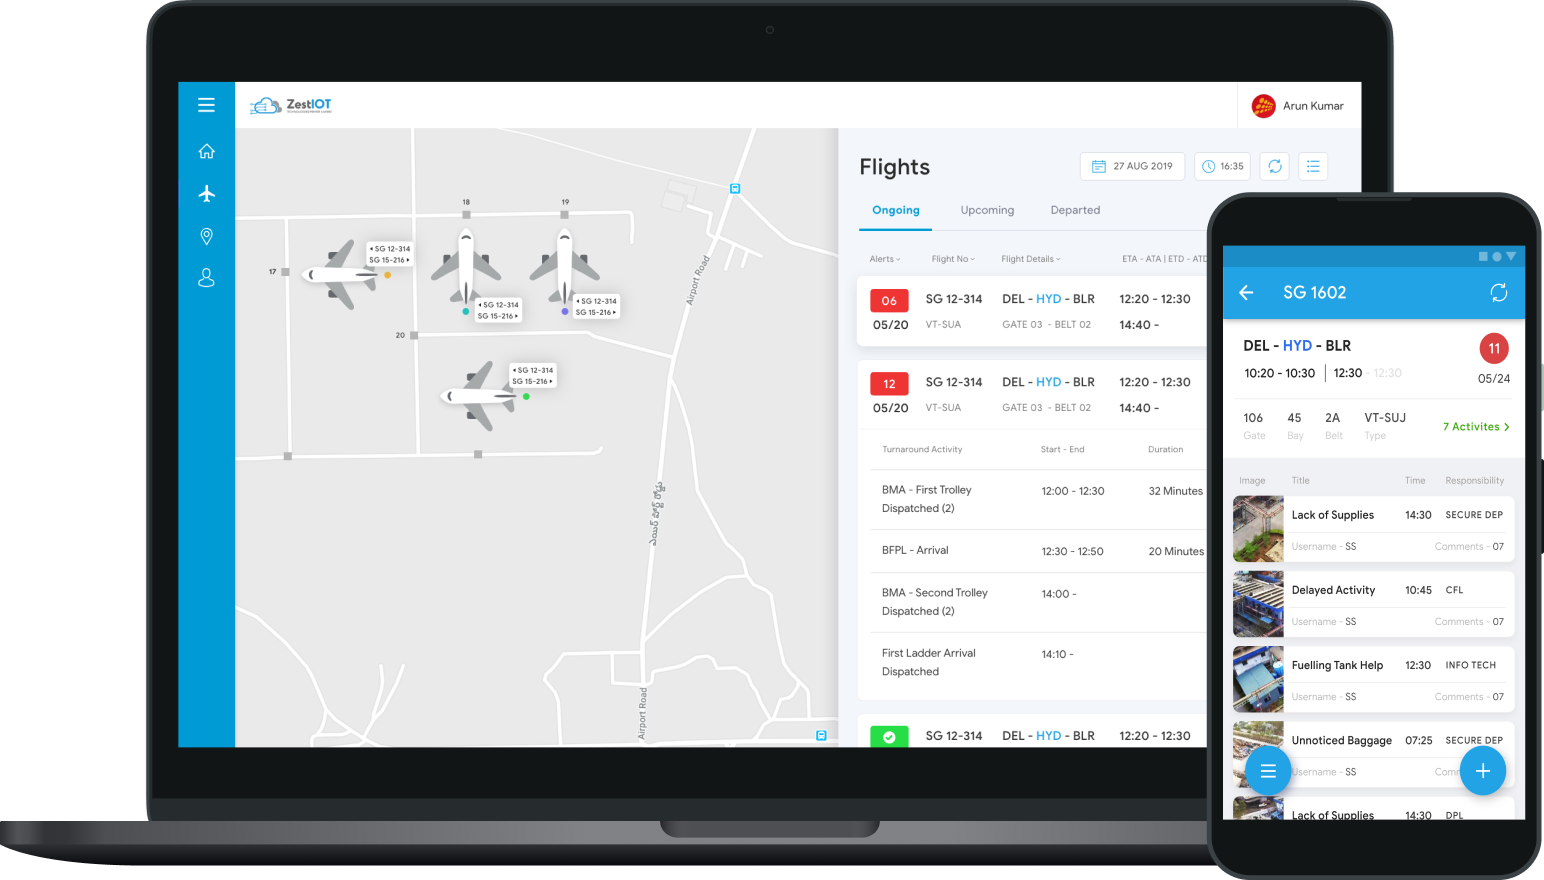 ZestIOT
Arun Kumar
18
19
17
20
SG 12-314
SG 15-216
SG 12-314
SG 15-216
SG 12-314
SG 15-216
SG 12-314
SG 15-216
Airport Road
Airport Road
Flights
27 AUG 2019
16:35
Ongoing Upcoming Departed
Alerts Flight No Flight Details ETA - ATA | ETD - ATD
06 SG 12-314 DEL - HYD - BLR 12:20 - 12:30
05/20 VT-SUA GATE 03 - BELT 02 14:40 -
12 SG 12-314 DEL - HYD - BLR 12:20 - 12:30
05/20 VT-SUA GATE 03 - BELT 02 14:40 -
Turnaround Activity Start - End Duration
BMA - First Trolley 12:00 - 12:30 32 Minutes
Dispatched (2)
BFPL - Arrival 12:30 - 12:50 20 Minutes
BMA - Second Trolley 14:00 -
Dispatched (2)
First Ladder Arrival 14:10 -
Dispatched
SG 12-314 DEL - HYD - BLR 12:20 - 12:30
SG 1602
DEL - HYD - BLR 11
10:20 - 10:30 12:30 - 12:30 05/24
106 45 2A VT-SUJ
Gate Bay Belt Type
7 Activites
Image Title Time Responsibility
Lack of Supplies 14:30 SECURE DEP
Username - SS Comments - 07
Delayed Activity 10:45 CFL
Username - SS Comments - 07
Fuelling Tank Help 12:30 INFO TECH
Username - SS Comments - 07
Unnoticed Baggage 07:25 SECURE DEP
Username - SS
Lack of Supplies 14:30 DPL